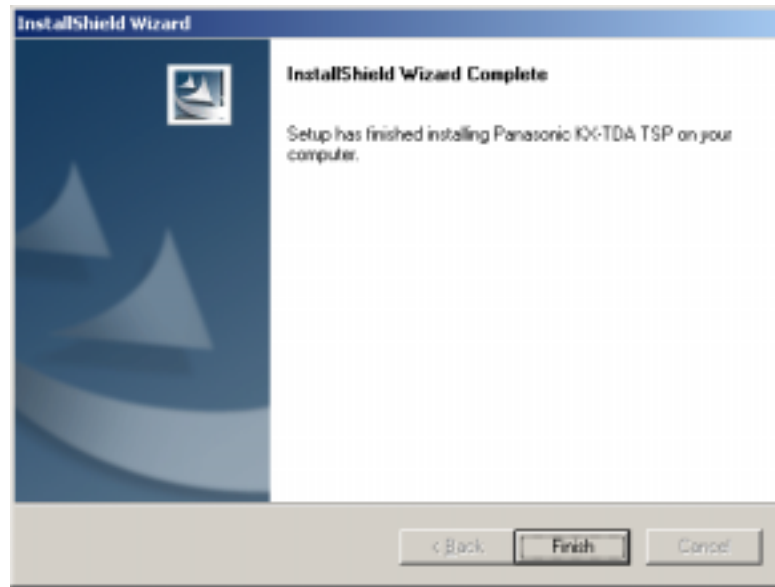 InstallShield Wizard
InstallShield Wizard Complete
Setup has finished installing Panasonic KX-TDA TSP on your
computer.
< Back
Finish
Cancel